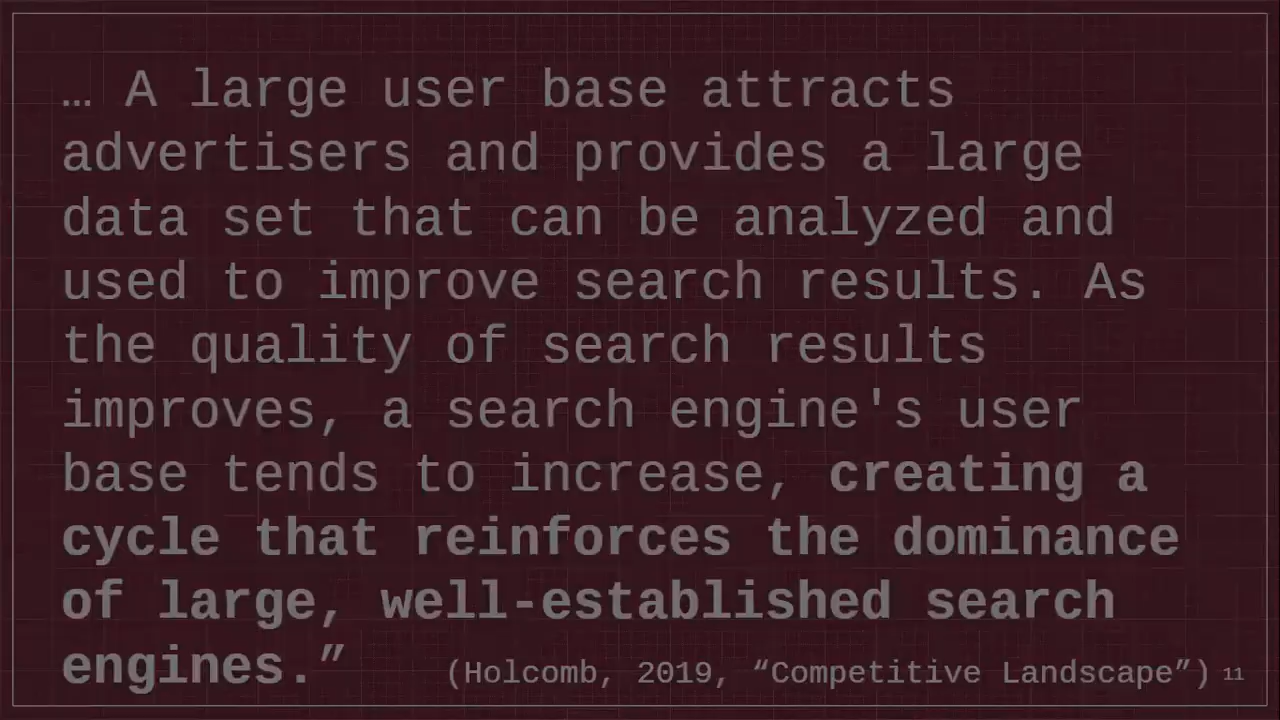 … A large user base attracts
advertisers and provides a large
data set that can be analyzed and
used to improve search results. As
the quality of search results
improves, a search engine's user
base tends to increase, creating a
cycle that reinforces the dominance
of large, well-established search
engines.” (Holcomb, 2019, “Competitive Landscape”) 11